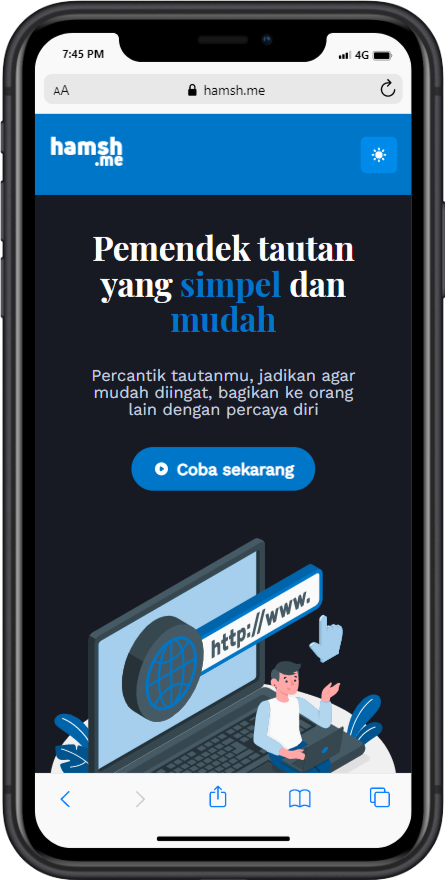 7:45 PM
4G
AA
hamsh.me
hamsh
.me
Pemendek tautan
yang simpel dan
mudah
Percantik tautanmu, jadikan agar
mudah diingat, bagikan ke orang
lain dengan percaya diri
Coba sekarang
http://www.